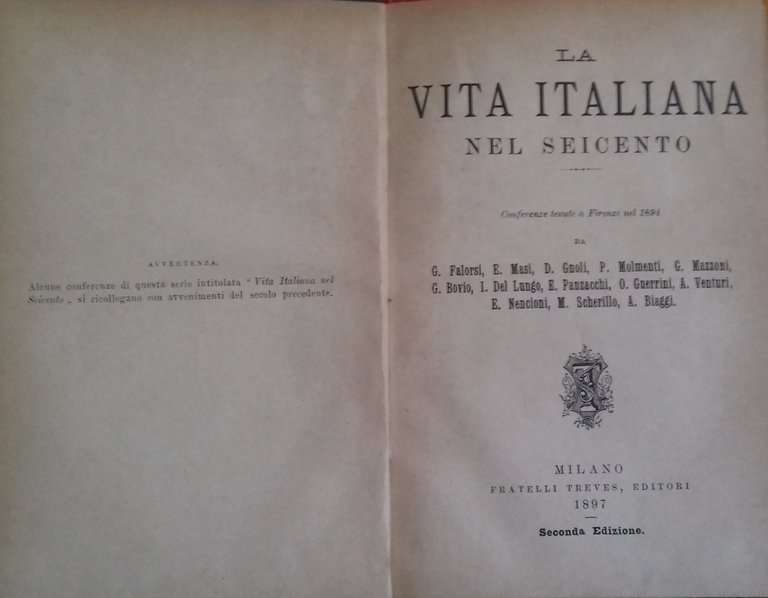 AVVERTENZA.
Alcune conferenze di questa serie intitolata " Vita Italiana nel
Seicento „ si ricollegano con avvenimenti del secolo precedente.
LA
VITA ITALIANA
NEL SEICENTO
Conferenze tenute a Firenze nel 1894
DA
G. Falorsi, E. Masi, D. Gnoli, P. Molmenti, G. Mazzoni,
G. Bovio, I. Del Lungo, E. Panzacchi, O. Guerrini, A. Venturi,
E. Nencioni, M. Scherillo, A. Biaggi.
MILANO
FRATELLI TREVES, EDITORI
1897
Seconda Edizione.